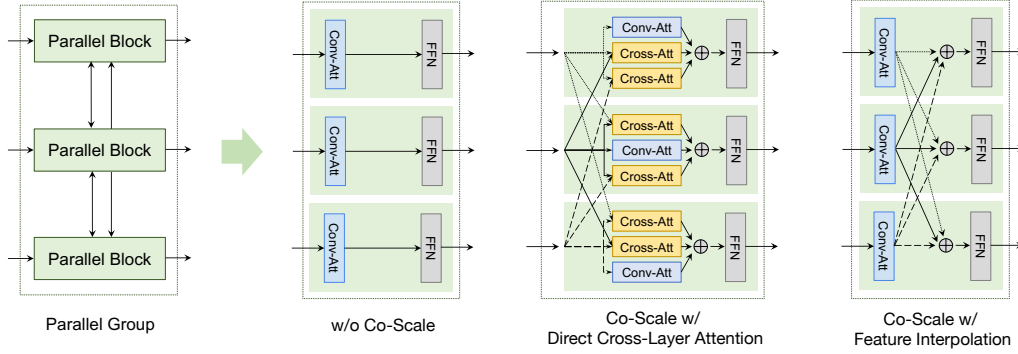 Parallel Block
Parallel Block
Parallel Block
Parallel Group
Conv-Att
FFN
Conv-Att
FFN
Conv-Att
FFN
w/o Co-Scale
Conv-Att
Cross-Att
Cross-Att
FFN
Cross-Att
Conv-Att
Cross-Att
FFN
Cross-Att
Cross-Att
Conv-Att
FFN
Co-Scale w/
Direct Cross-Layer Attention
Conv-Att
FFN
Conv-Att
FFN
Conv-Att
FFN
Co-Scale w/
Feature Interpolation